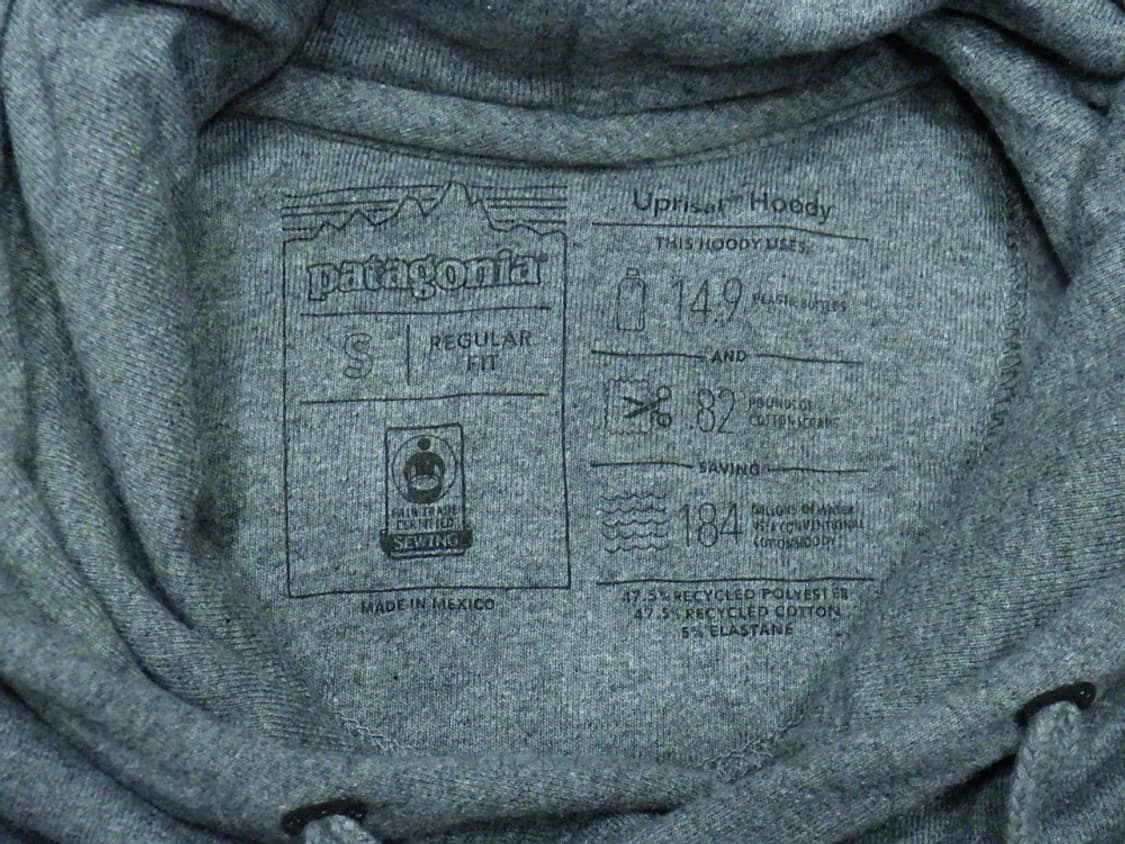 patagonia®
S
REGULAR
FIT
FAIR TRADE
CERTIFIED
SEWING
MADE IN MEXICO
Uprisal™ Hoody
THIS HOODY USES:
14.9 PLASTIC BOTTLES
AND
.82 POUNDS OF
COTTON SCRAPS
SAVING
184 GALLONS OF WATER
VS. A CONVENTIONAL
COTTON HOODY
47.5% RECYCLED POLYESTER
47.5% RECYCLED COTTON
5% ELASTANE